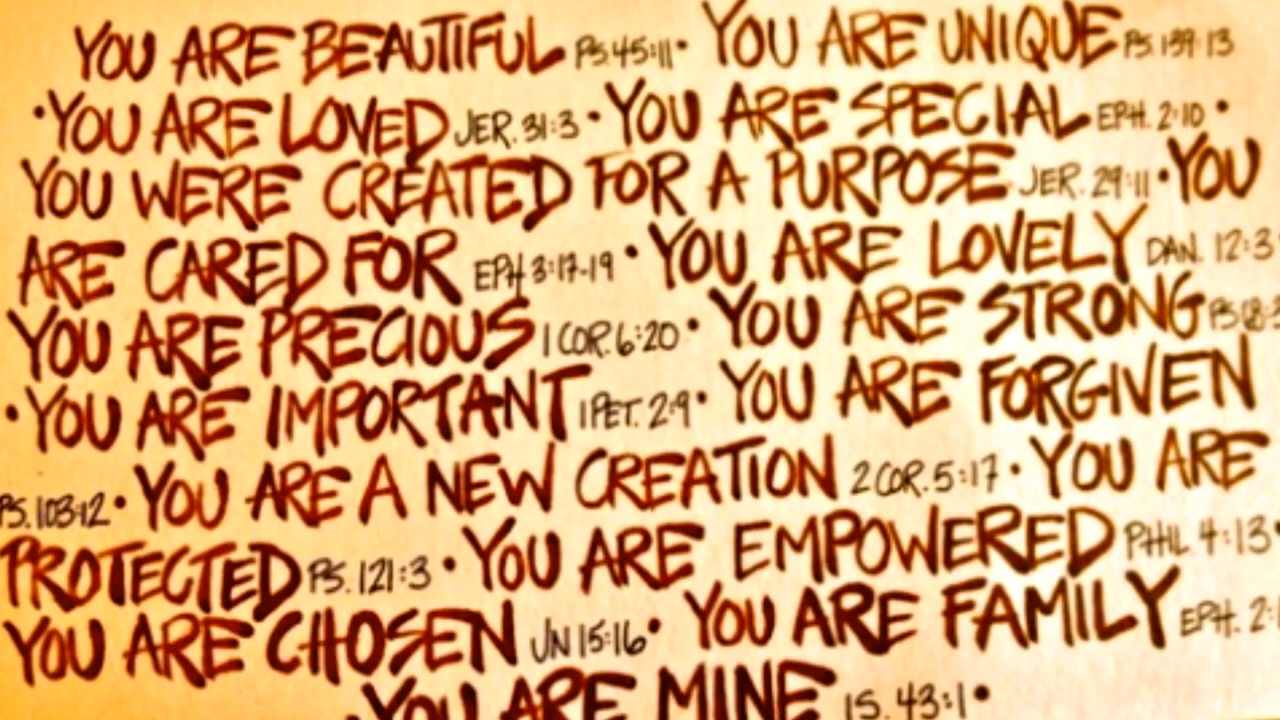 YOU ARE BEAUTIFUL PS.45:11• YOU ARE UNIQUE PS.139:13
•YOU ARE LOVED JER. 31:3 • YOU ARE SPECIAL EPH. 2:10 •
YOU WERE CREATED FOR A PURPOSE JER. 29:11 •YOU
ARE CARED FOR EPH 3:17-19 • YOU ARE LOVELY DAN. 12:3
YOU ARE PRECIOUS 1 COR. 6:20 • YOU ARE STRONG PS
•YOU ARE IMPORTANT 1 PET. 2:9• YOU ARE FORGIVEN
PS. 103:12 • YOU ARE A NEW CREATION 2 COR. 5:17 • YOU ARE
PROTECTED PS. 121:3 • YOU ARE EMPOWERED PHIL 4:13
YOU ARE CHOSEN JN 15:16• YOU ARE FAMILY EPH. 2:
•YOU ARE MINE IS. 43:1 •